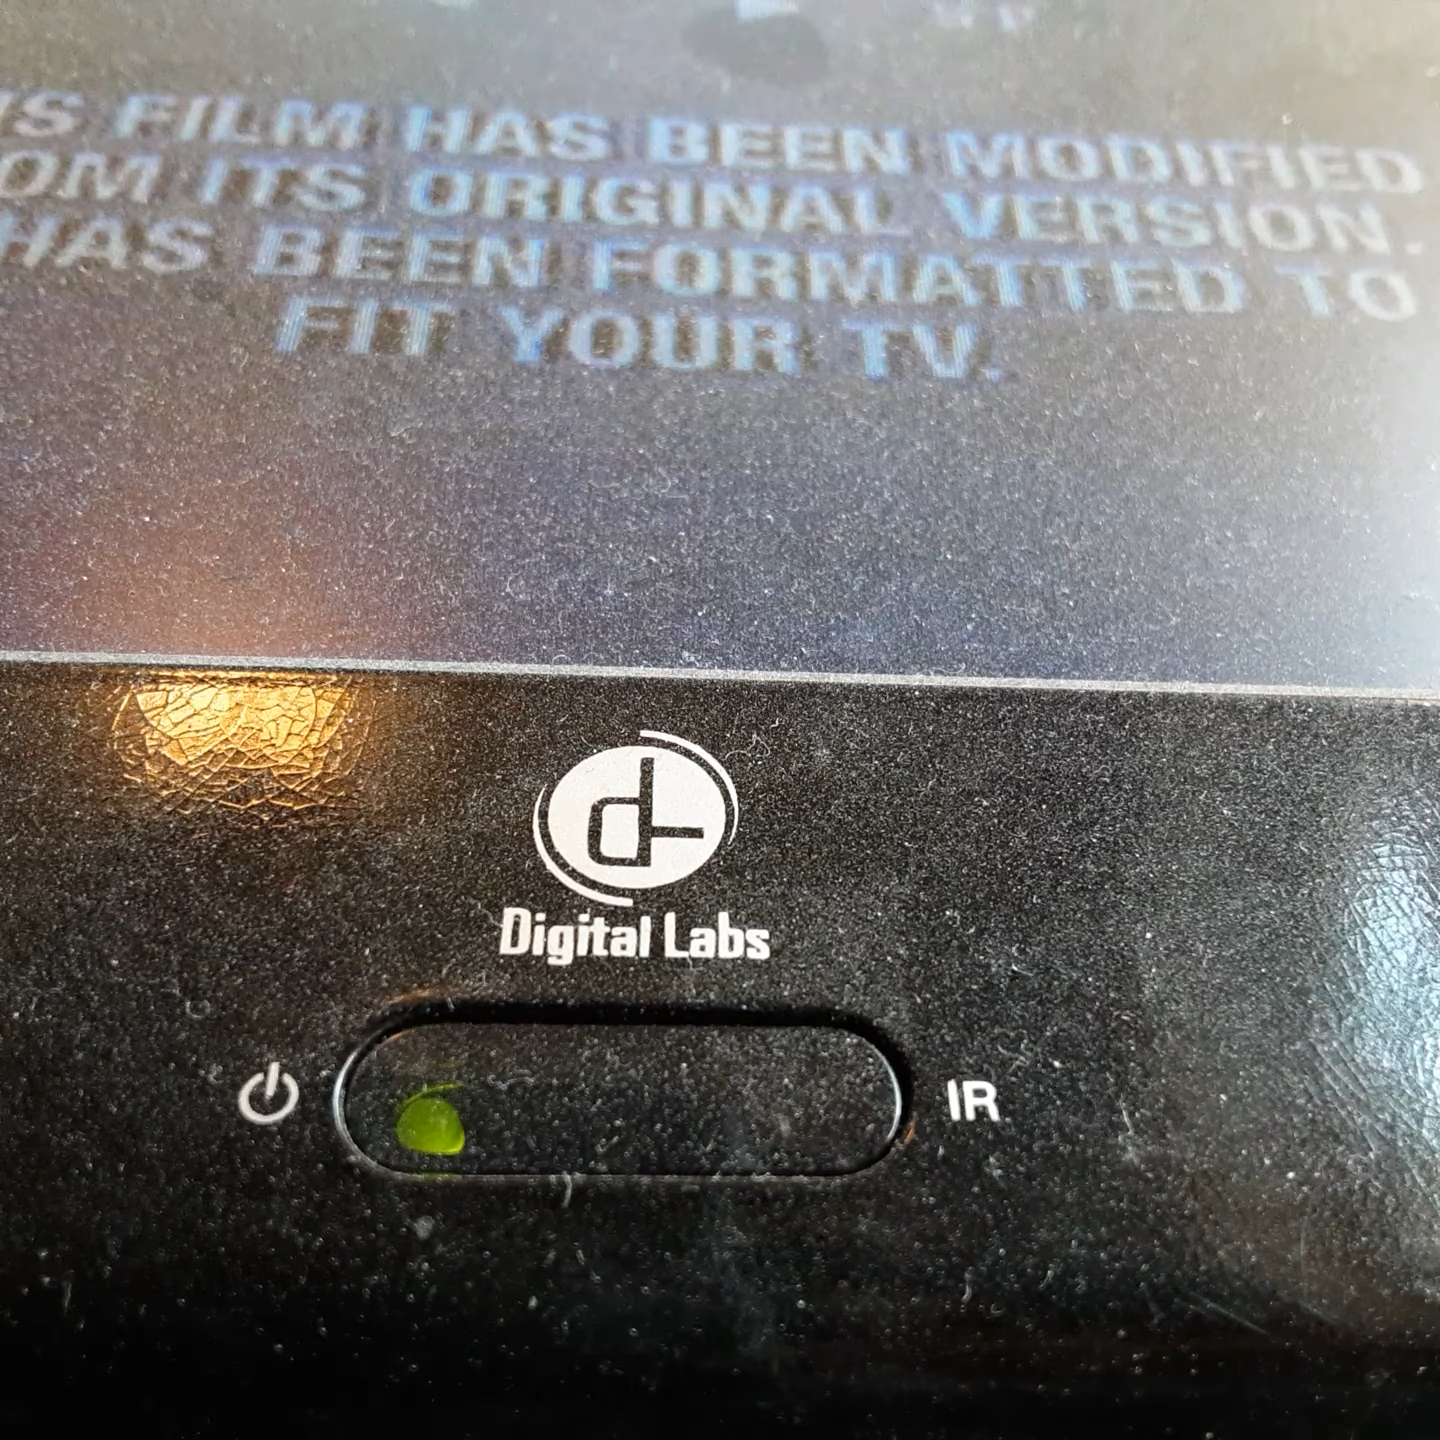 FILM HAS BEEN MODIFIED
ITS ORIGINAL VERSION.
HAS BEEN FORMATTED TO
FIT YOUR TV.
Digital Labs
IR